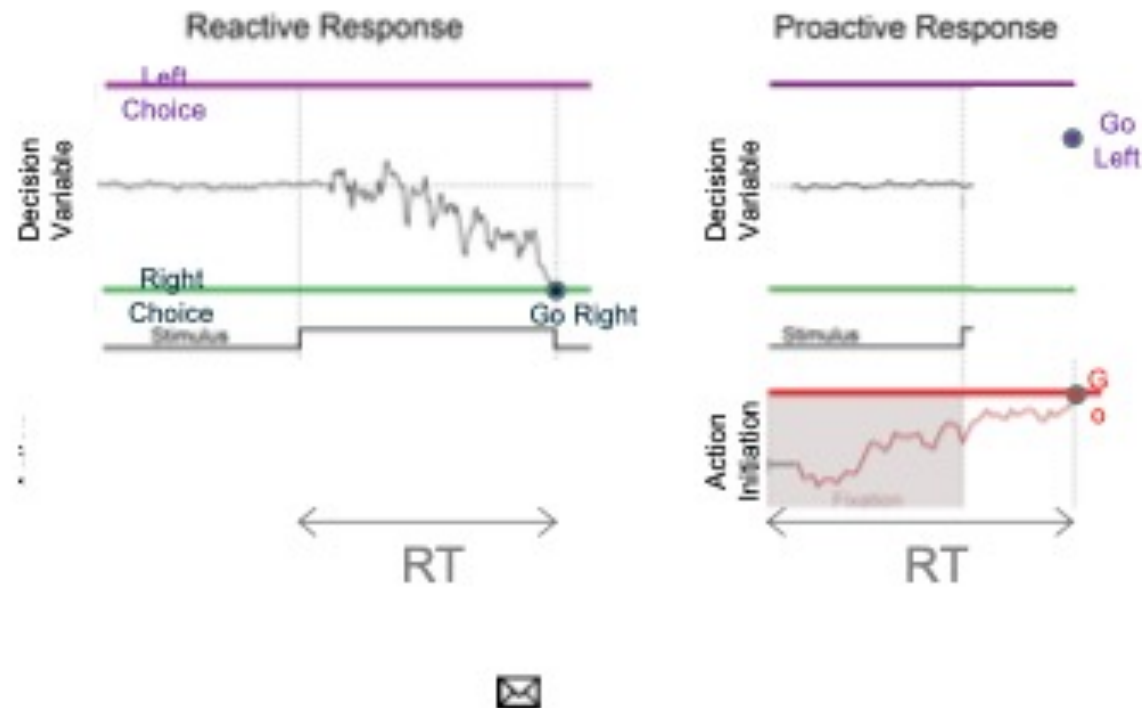 Reactive Response
Left
Choice
Decision
Variable
Right
Choice
Go Right
Stimulus
RT
Proactive Response
Go
Left
Decision
Variable
Stimulus
G
o
Action
Initiation
Fixation
RT